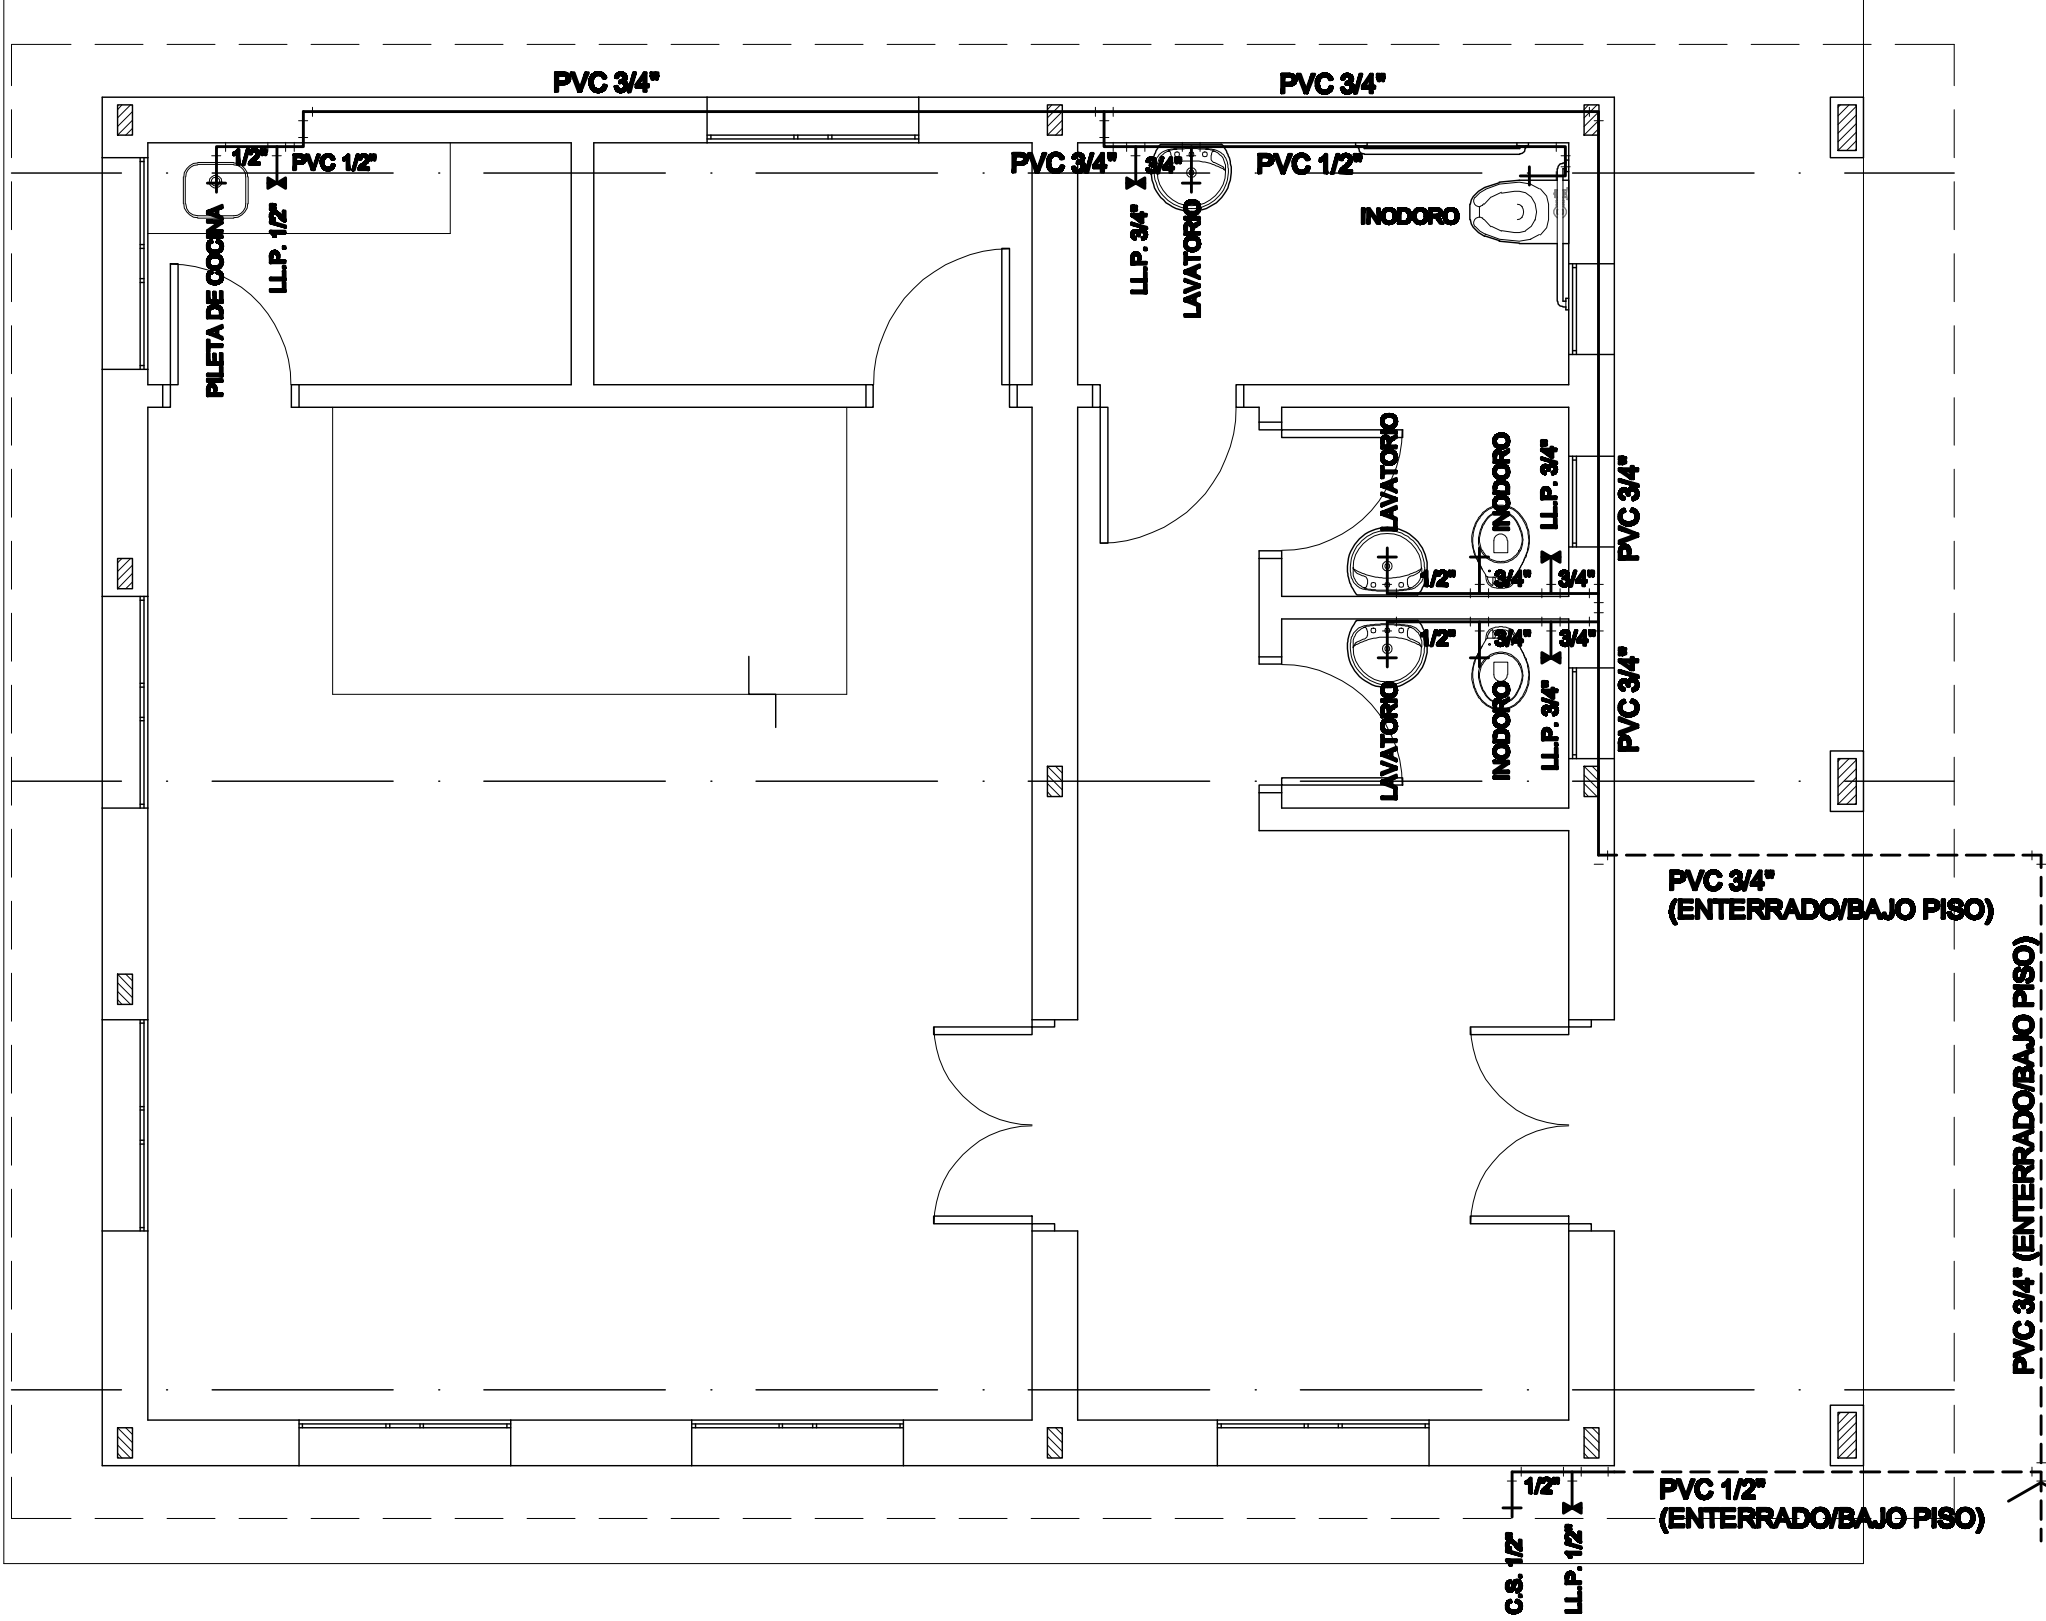 PVC 3/4"
PVC 3/4"
1/2"
PVC 1/2"
PVC 3/4"
3/4"
PVC 1/2"
PILETA DE COCINA
LL.P. 1/2"
LL.P. 3/4"
LAVATORIO
INODORO
LAVATORIO
INODORO
LL.P. 3/4"
PVC 3/4"
1/2"
3/4"
3/4"
1/2"
3/4"
3/4"
LAVATORIO
INODORO
LL.P. 3/4"
PVC 3/4"
PVC 3/4"
(ENTERRADO/BAJO PISO)
PVC 3/4" (ENTERRADO/BAJO PISO)
1/2"
PVC 1/2"
(ENTERRADO/BAJO PISO)
C.S. 1/2"
LL.P. 1/2"